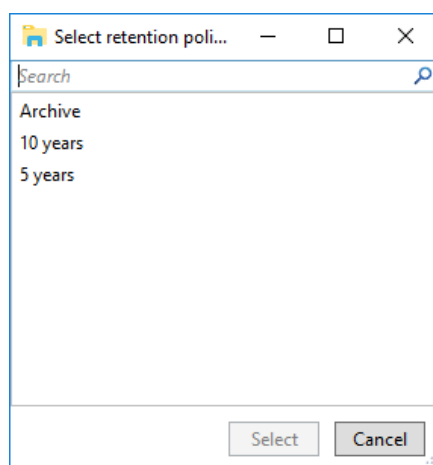 Select retention poli...
Search
Archive
10 years
5 years
Select
Cancel